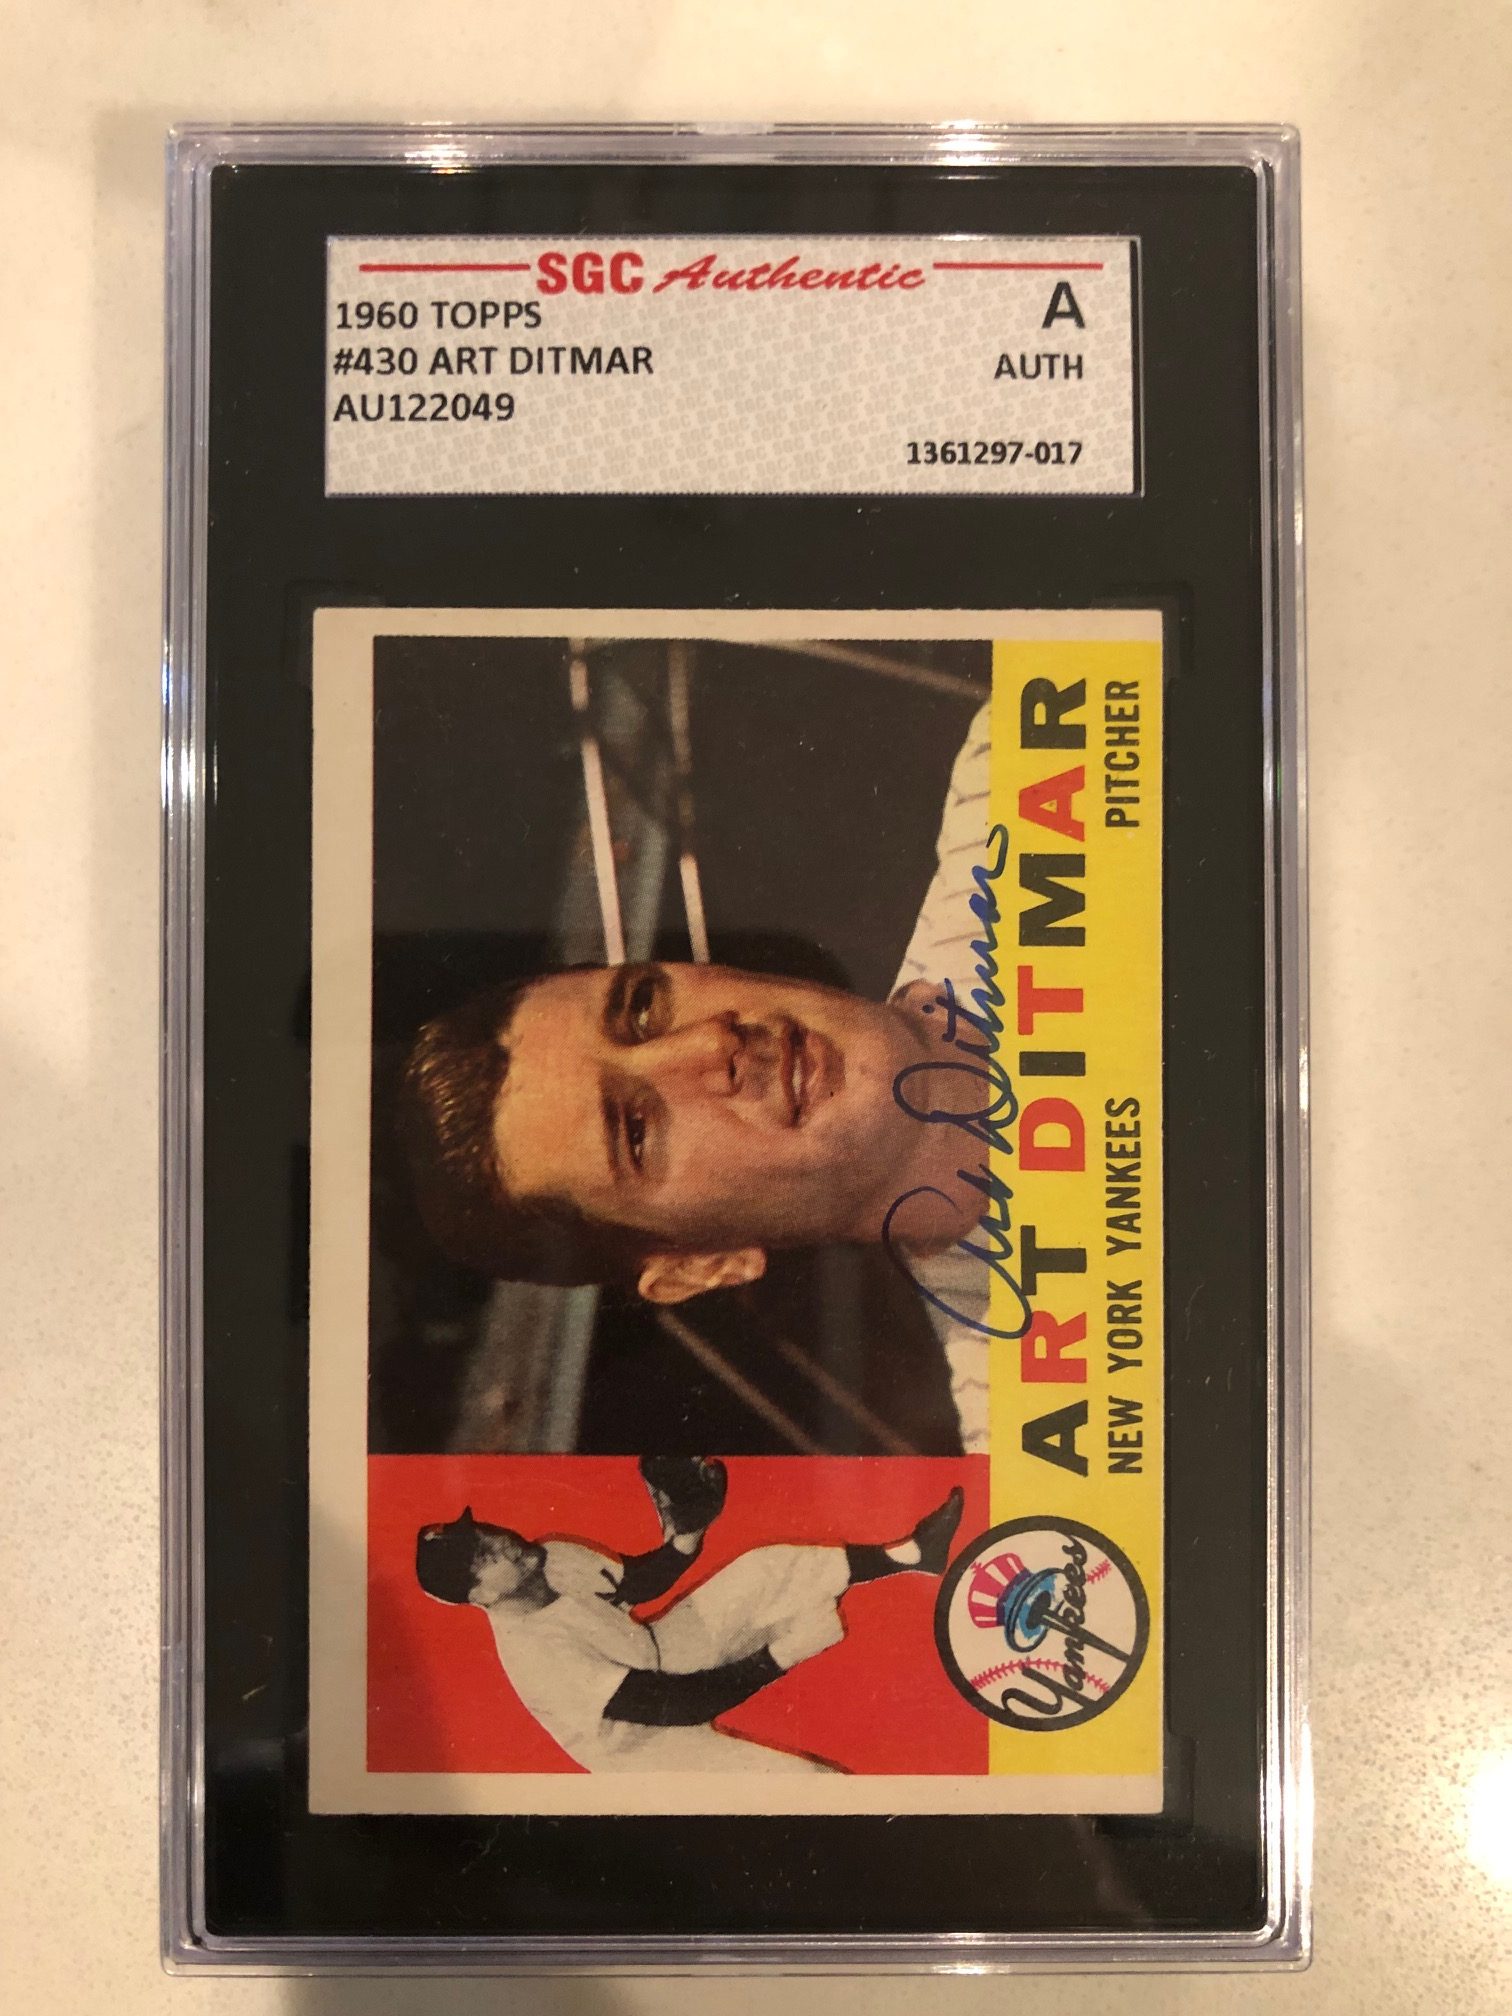 SGC Authentic
1960 TOPPS
A
#430 ART DITMAR
AUTH
AU122049
1361297-017
Art Ditmar
ART DITMAR
NEW YORK YANKEES
PITCHER
Yankees